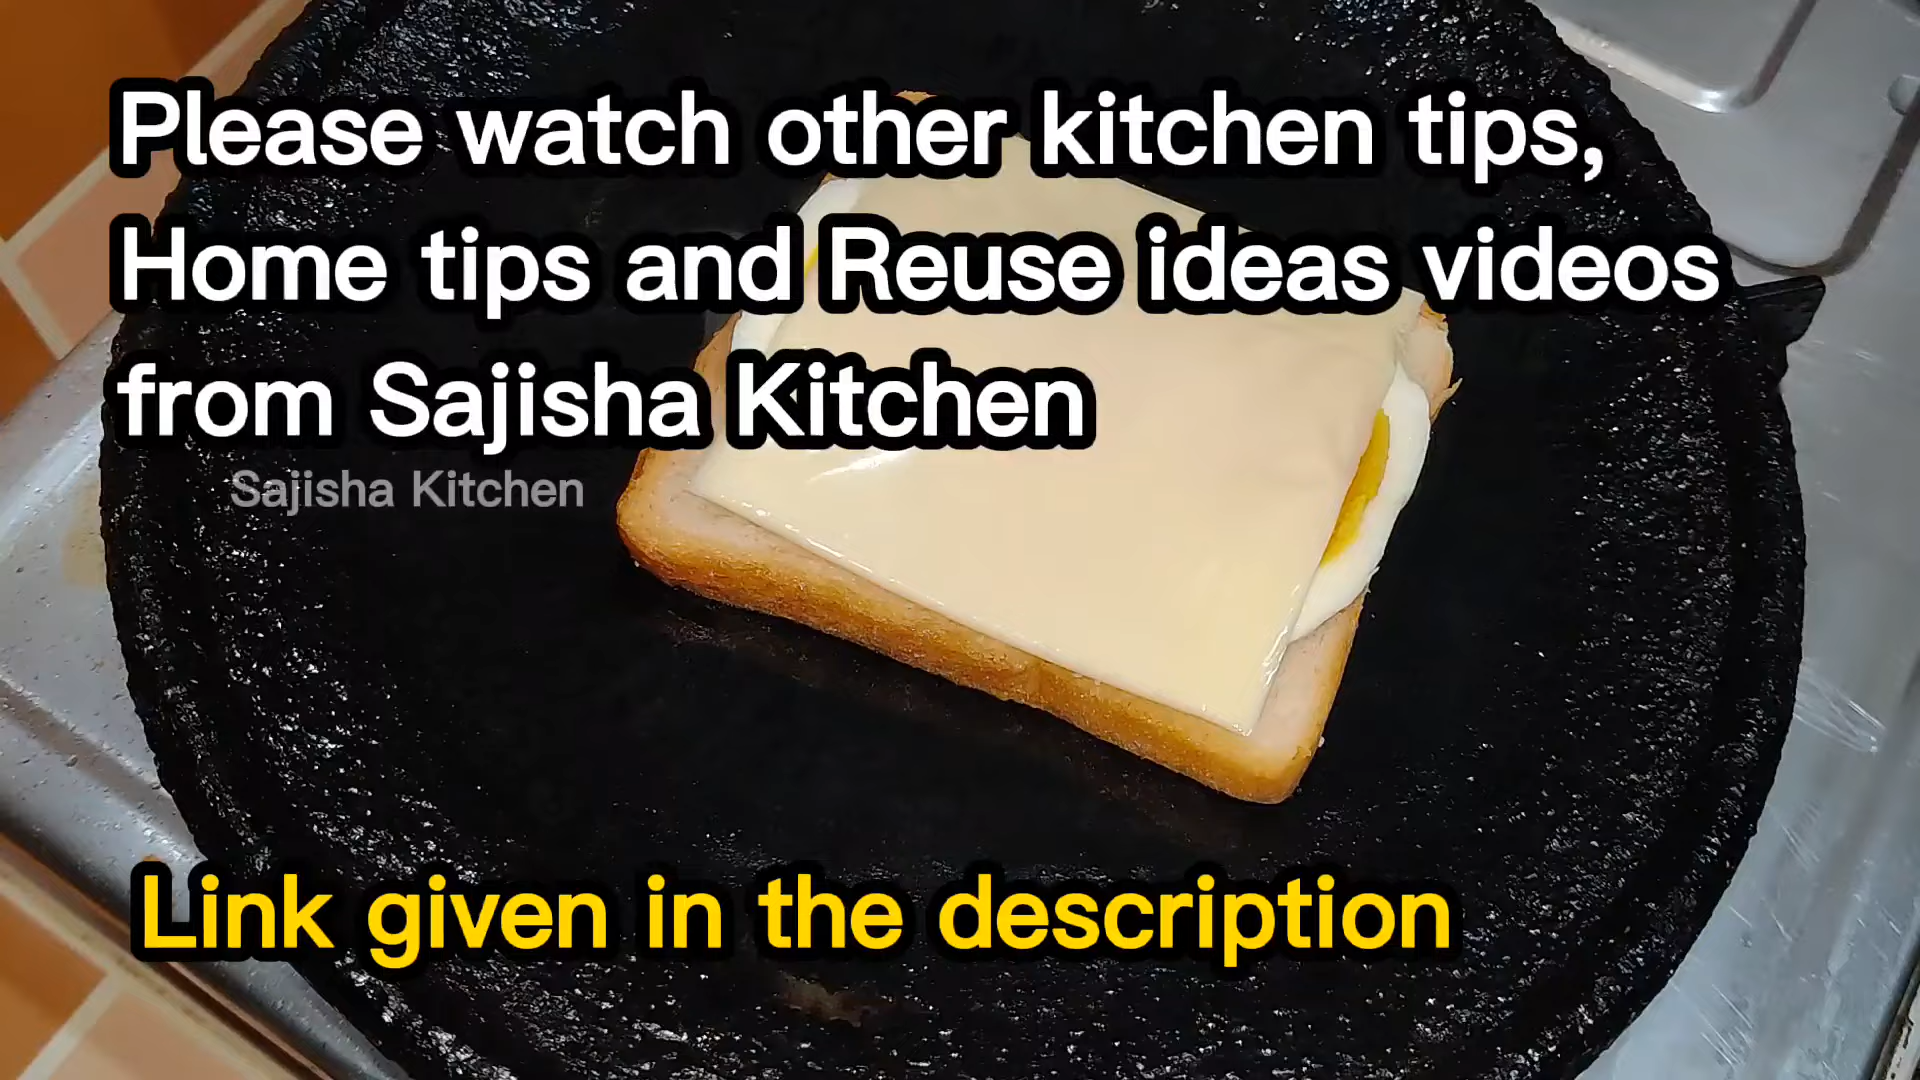 Please watch other kitchen tips,
Home tips and Reuse ideas videos
from Sajisha Kitchen
Sajisha Kitchen
Link given in the description